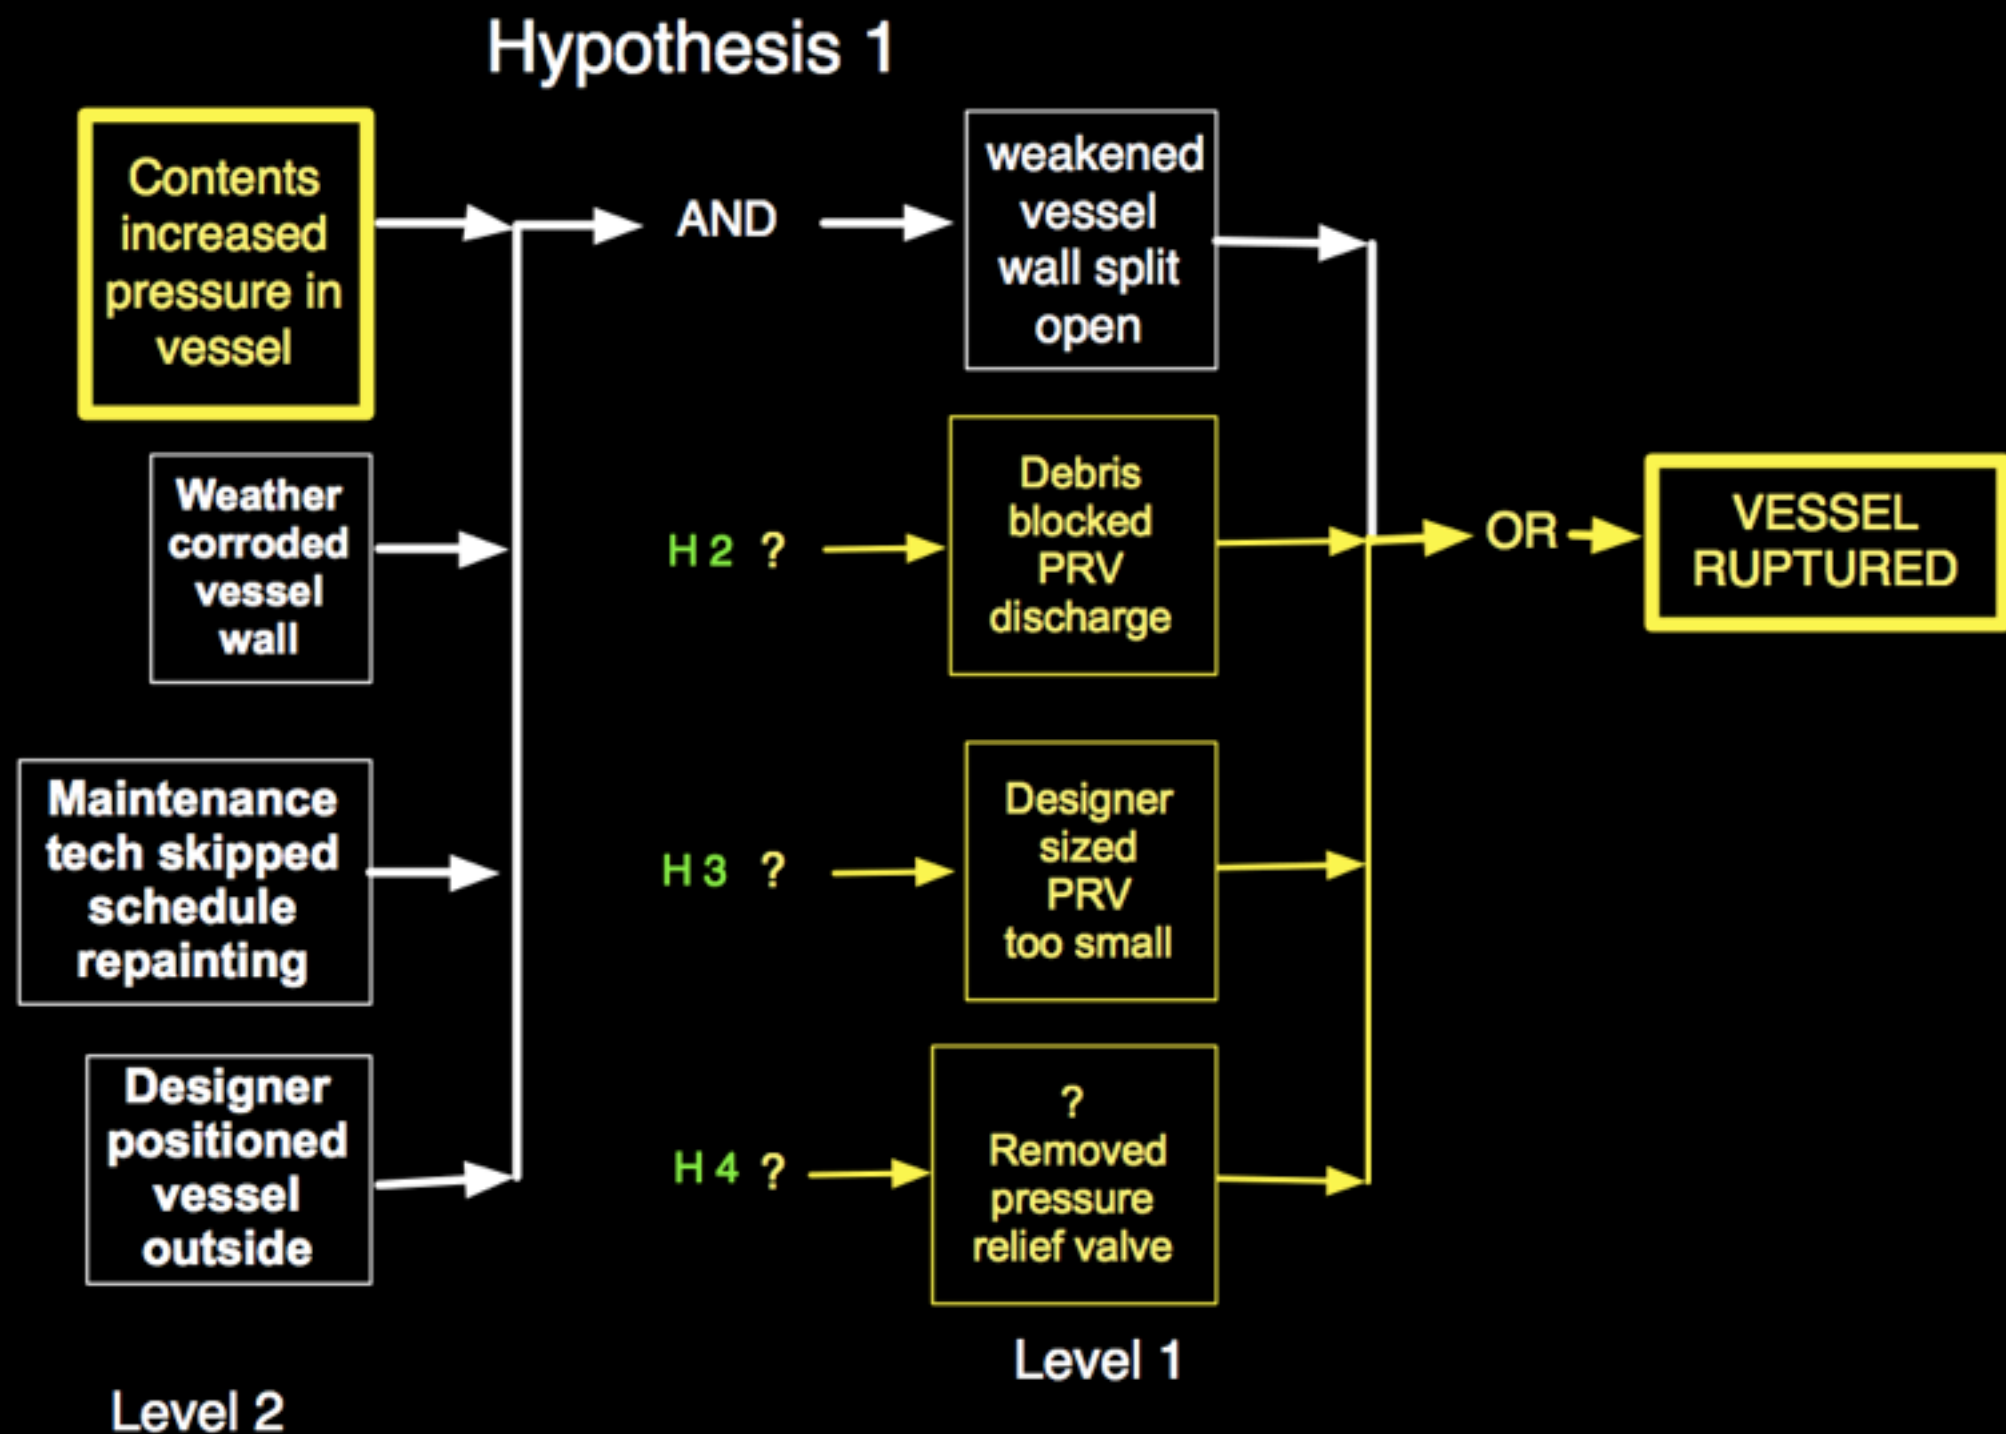 Hypothesis 1
Contents
increased
pressure in
vessel
AND
weakened
vessel
wall split
open
Weather
corroded
vessel
wall
H 2 ?
Debris
blocked
PRV
discharge
OR
VESSEL
RUPTURED
Maintenance
tech skipped
schedule
repainting
H 3 ?
Designer
sized
PRV
too small
Designer
positioned
vessel
outside
H 4 ?
?
Removed
pressure
relief valve
Level 1
Level 2